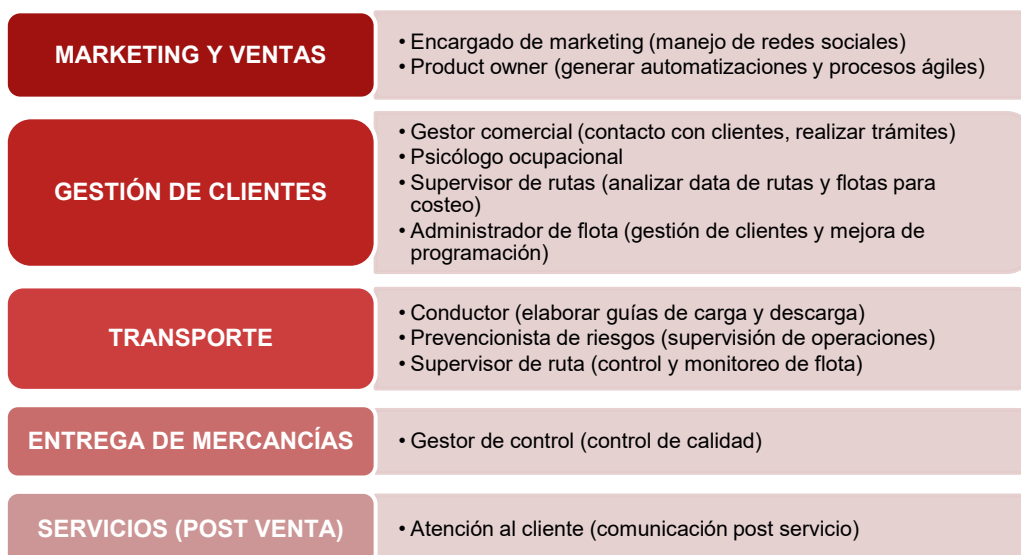 MARKETING Y VENTAS
• Encargado de marketing (manejo de redes sociales)
• Product owner (generar automatizaciones y procesos ágiles)
GESTIÓN DE CLIENTES
• Gestor comercial (contacto con clientes, realizar trámites)
• Psicólogo ocupacional
• Supervisor de rutas (analizar data de rutas y flotas para
costeo)
• Administrador de flota (gestión de clientes y mejora de
programación)
TRANSPORTE
• Conductor (elaborar guías de carga y descarga)
• Prevencionista de riesgos (supervisión de operaciones)
• Supervisor de ruta (control y monitoreo de flota)
ENTREGA DE MERCANCÍAS
• Gestor de control (control de calidad)
SERVICIOS (POST VENTA)
• Atención al cliente (comunicación post servicio)